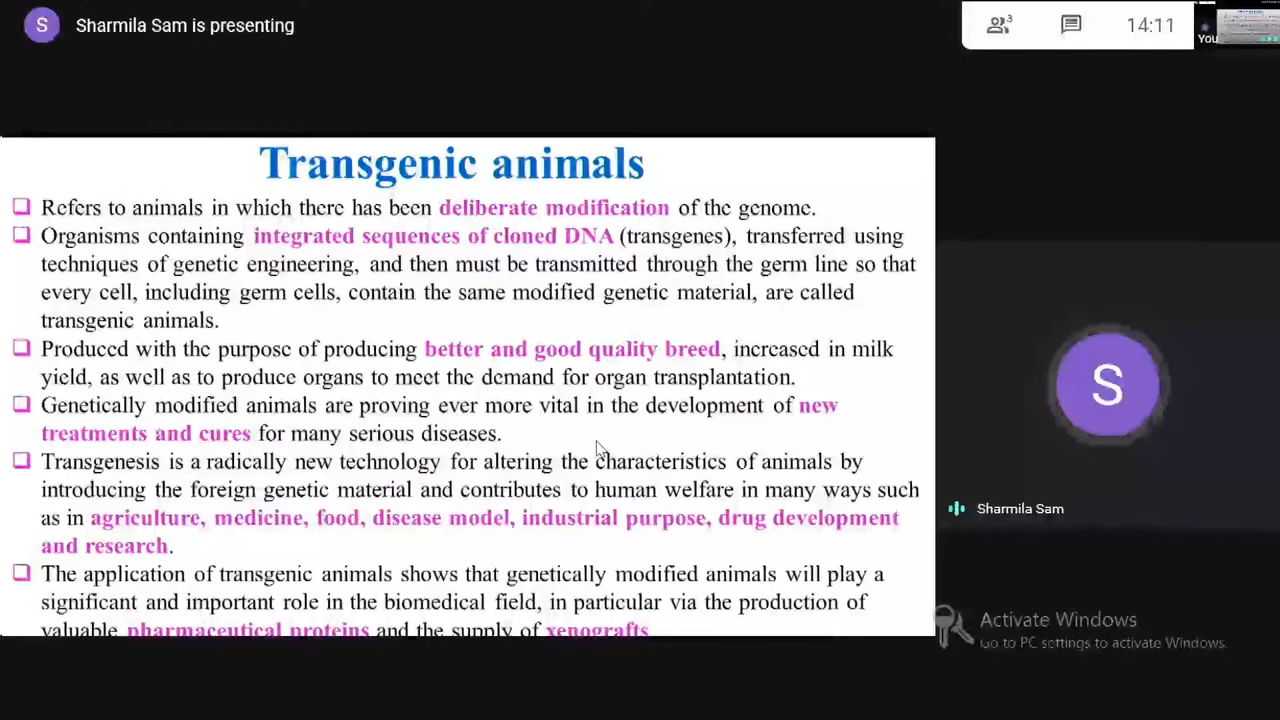 S
Sharmila Sam is presenting
3
14:11
You
Transgenic animals
Refers to animals in which there has been deliberate modification of the genome.
Organisms containing integrated sequences of cloned DNA (transgenes), transferred using
techniques of genetic engineering, and then must be transmitted through the germ line so that
every cell, including germ cells, contain the same modified genetic material, are called
transgenic animals.
Produced with the purpose of producing better and good quality breed, increased in milk
yield, as well as to produce organs to meet the demand for organ transplantation.
Genetically modified animals are proving ever more vital in the development of new
treatments and cures for many serious diseases.
Transgenesis is a radically new technology for altering the characteristics of animals by
introducing the foreign genetic material and contributes to human welfare in many ways such
as in agriculture, medicine, food, disease model, industrial purpose, drug development
and research.
The application of transgenic animals shows that genetically modified animals will play a
significant and important role in the biomedical field, in particular via the production of
valuable pharmaceutical proteins and the supply of xenografts
S
Sharmila Sam
Activate Windows
Go to PC settings to activate Windows.